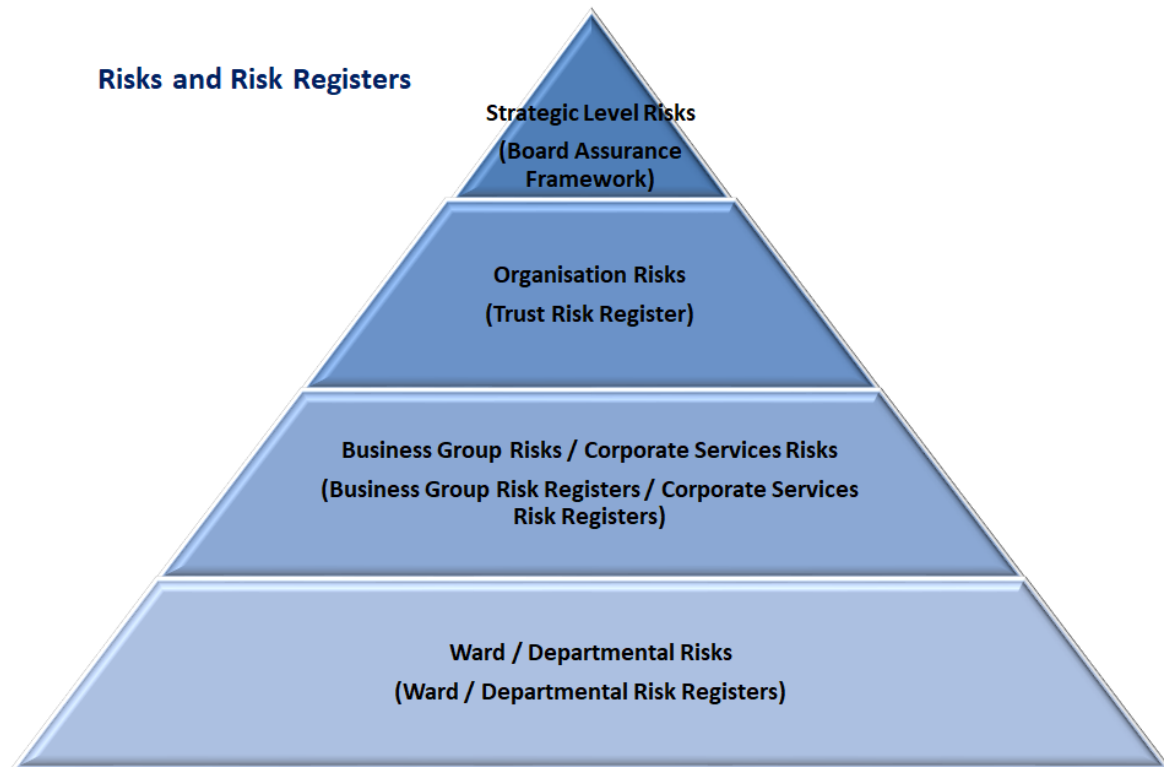 Risks and Risk Registers
Strategic Level Risks
(Board Assurance
Framework)
Organisation Risks
(Trust Risk Register)
Business Group Risks / Corporate Services Risks
(Business Group Risk Registers / Corporate Services
Risk Registers)
Ward / Departmental Risks
(Ward / Departmental Risk Registers)